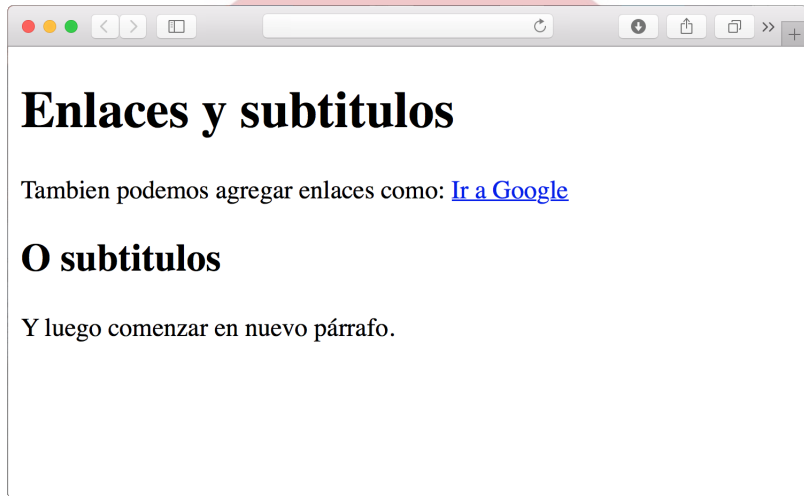 Enlaces y subtitulos
Tambien podemos agregar enlaces como: Ir a Google
O subtitulos
Y luego comenzar en nuevo párrafo.